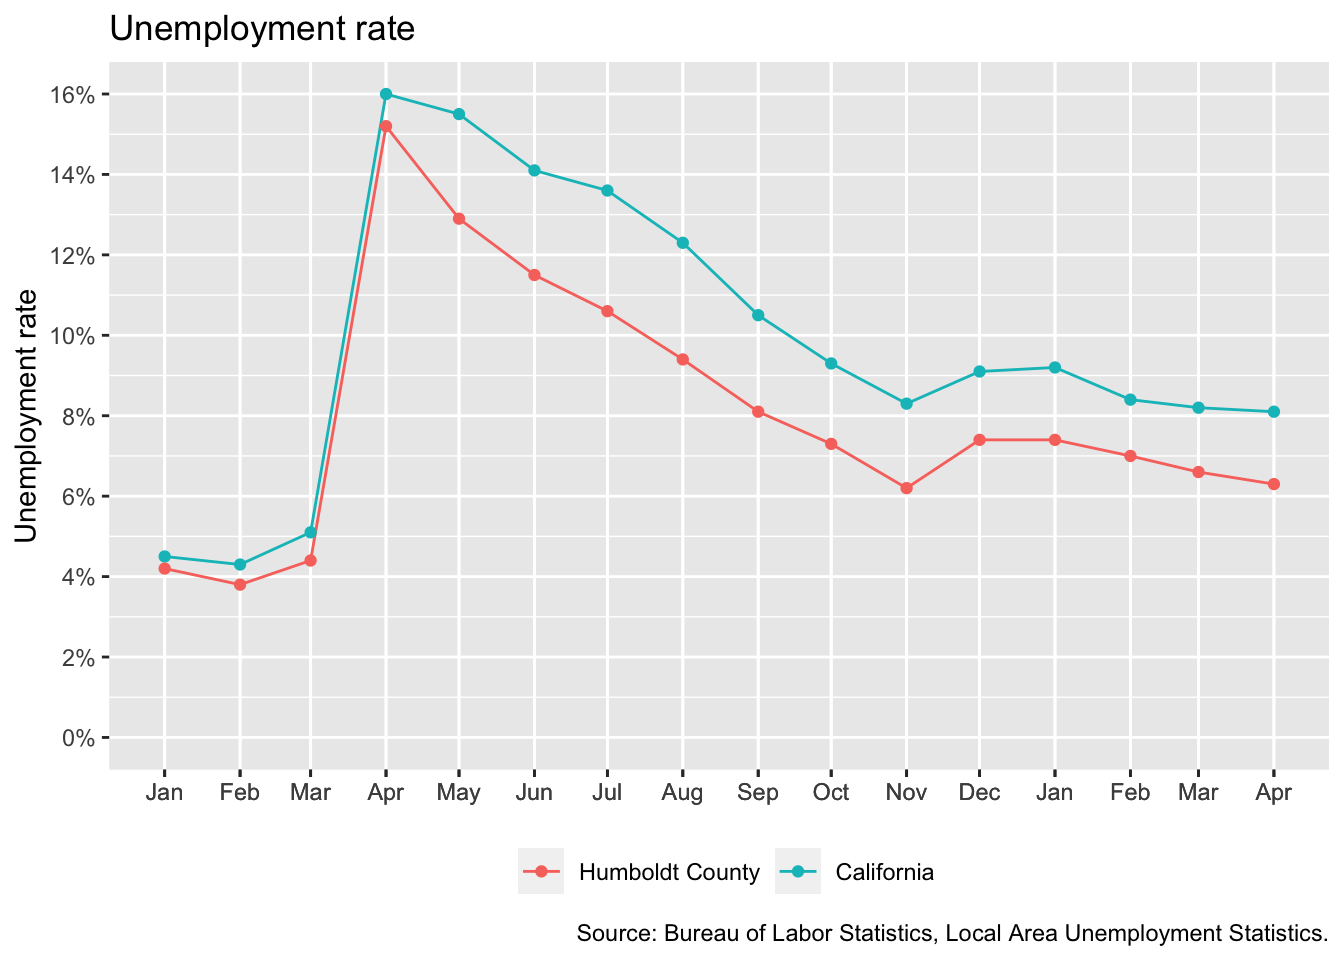 Unemployment rate
Unemployment rate
16%
14%
12%
10%
8%
6%
4%
2%
0%
Jan Feb Mar Apr May Jun Jul Aug Sep Oct Nov Dec Jan Feb Mar Apr
Humboldt County California
Source: Bureau of Labor Statistics, Local Area Unemployment Statistics.